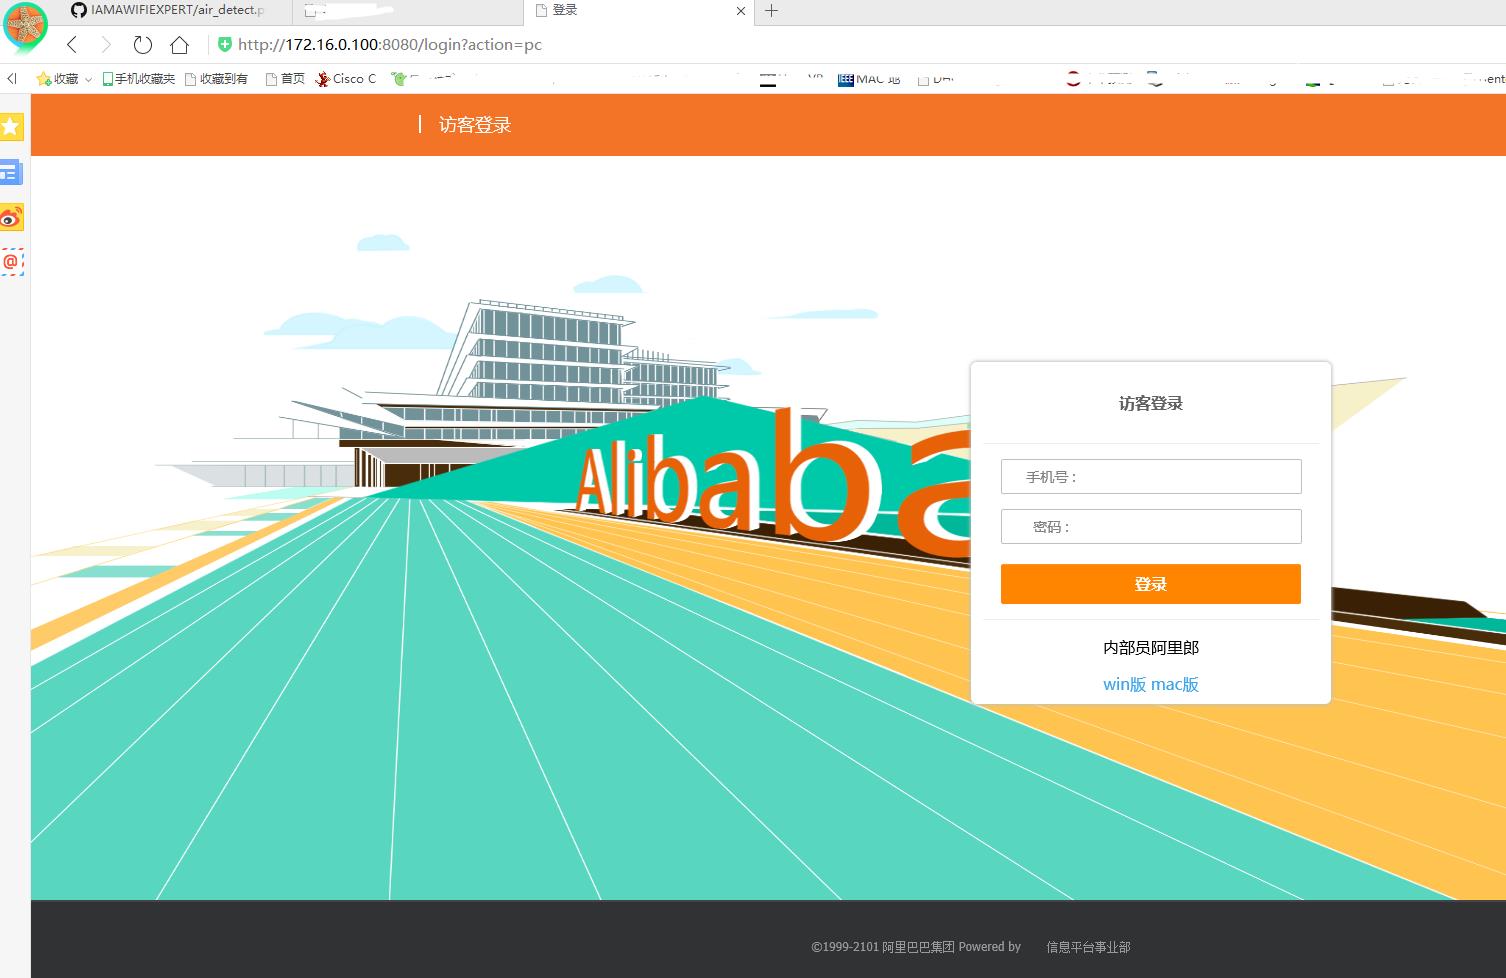 IAMAWIFIEXPERT/air_detect.p
登录
http://172.16.0.100:8080/login?action=pc
收藏 手机收藏夹 收藏到有 首页 Cisco C MAC 地
访客登录
Alibaba
访客登录
手机号：
密码：
登录
内部员阿里郎
win版 mac版
©1999-2101 阿里巴巴集团 Powered by 信息平台事业部